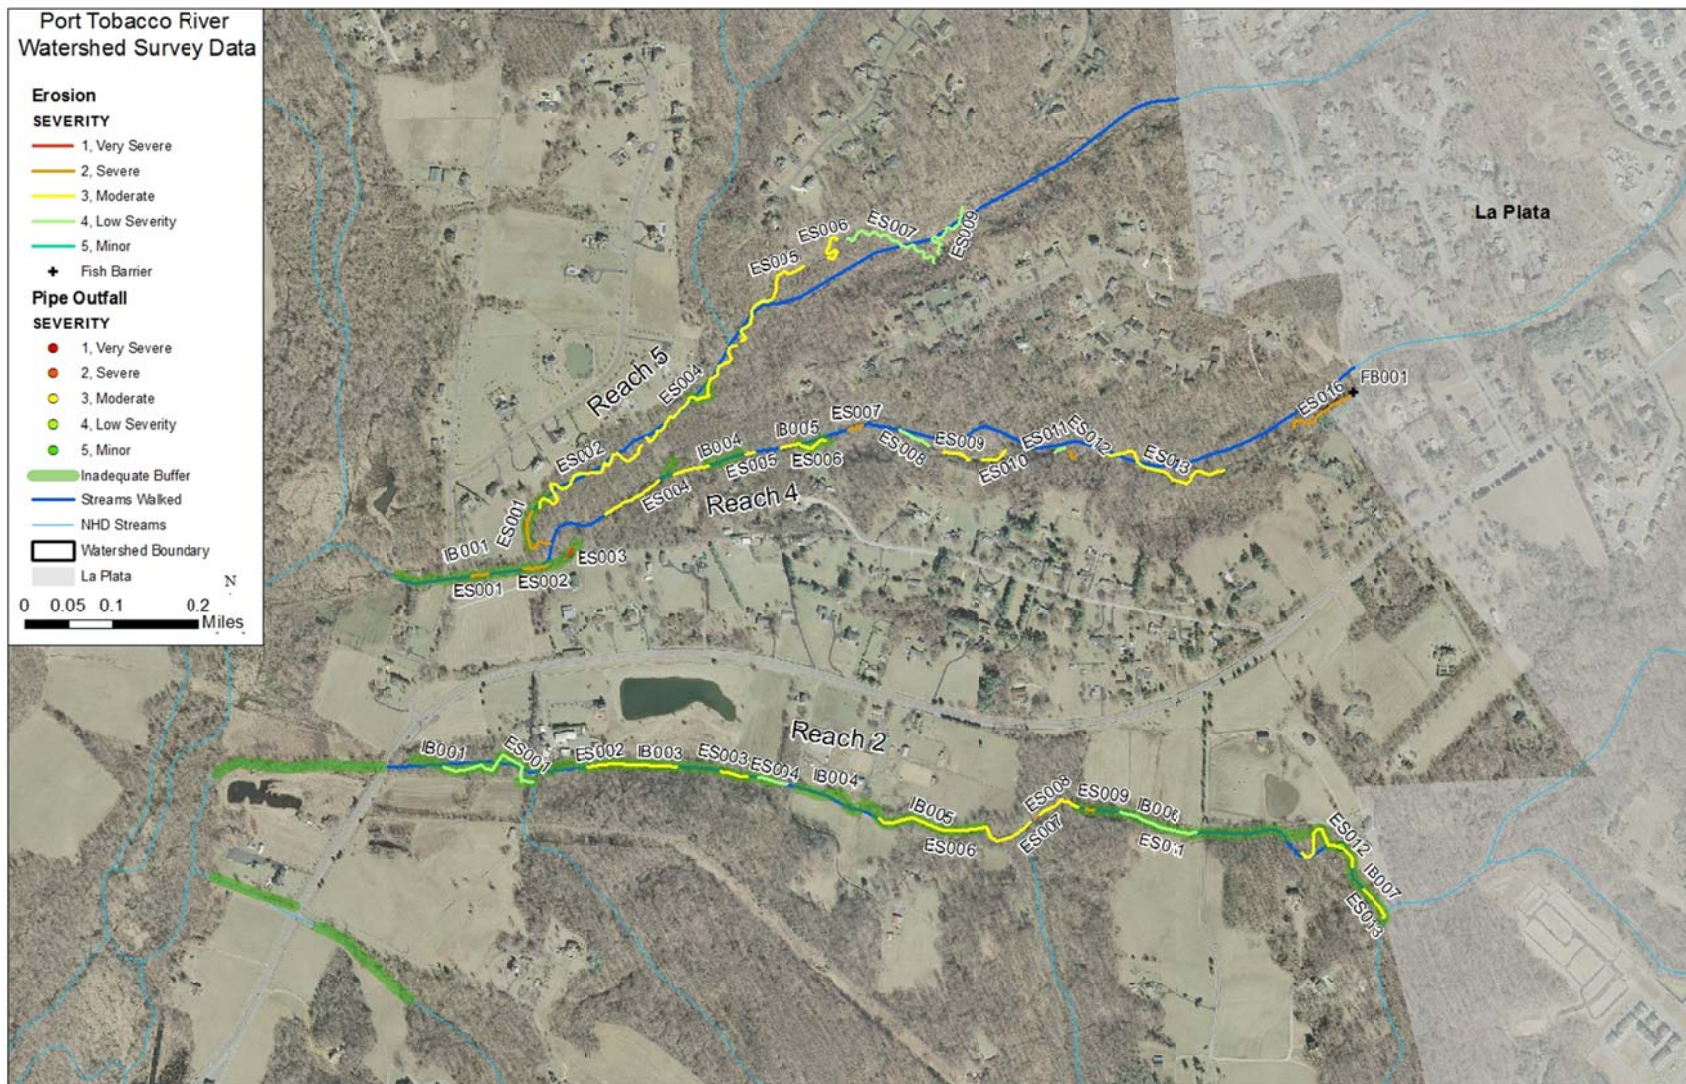 Port Tobacco River
Watershed Survey Data
Erosion
SEVERITY
1, Very Severe
2, Severe
3, Moderate
4, Low Severity
5, Minor
Fish Barrier
Pipe Outfall
SEVERITY
1, Very Severe
2, Severe
3, Moderate
4, Low Severity
5, Minor
Inadequate Buffer
Streams Walked
NHD Streams
Watershed Boundary
La Plata
N
0 0.05 0.1 0.2
Miles
La Plata
ES006
ES007
ES009
ES005
Reach 5
ES004
ES002
ES001
FB001
ES016
ES007
IB005
ES009
ES011
ES012
IB004
ES008
ES010
ES013
ES006
ES005
ES004
Reach 4
IB001
ES003
ES001
ES002
Reach 2
IB001
ES001
ES002
IB003
ES003
ES004
IB004
IB005
ES006
ES008
ES007
ES009
ES012
IB007
ES013